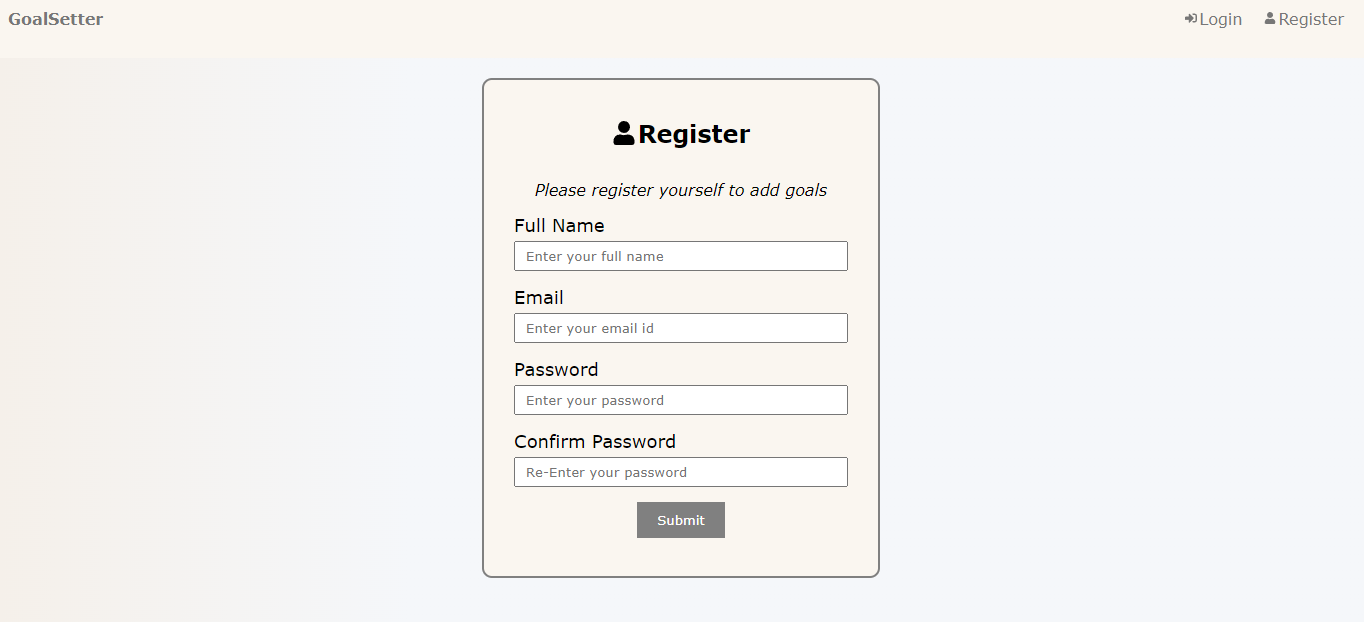 GoalSetter
Login Register
Register
Please register yourself to add goals
Full Name
Enter your full name
Email
Enter your email id
Password
Enter your password
Confirm Password
Re-Enter your password
Submit